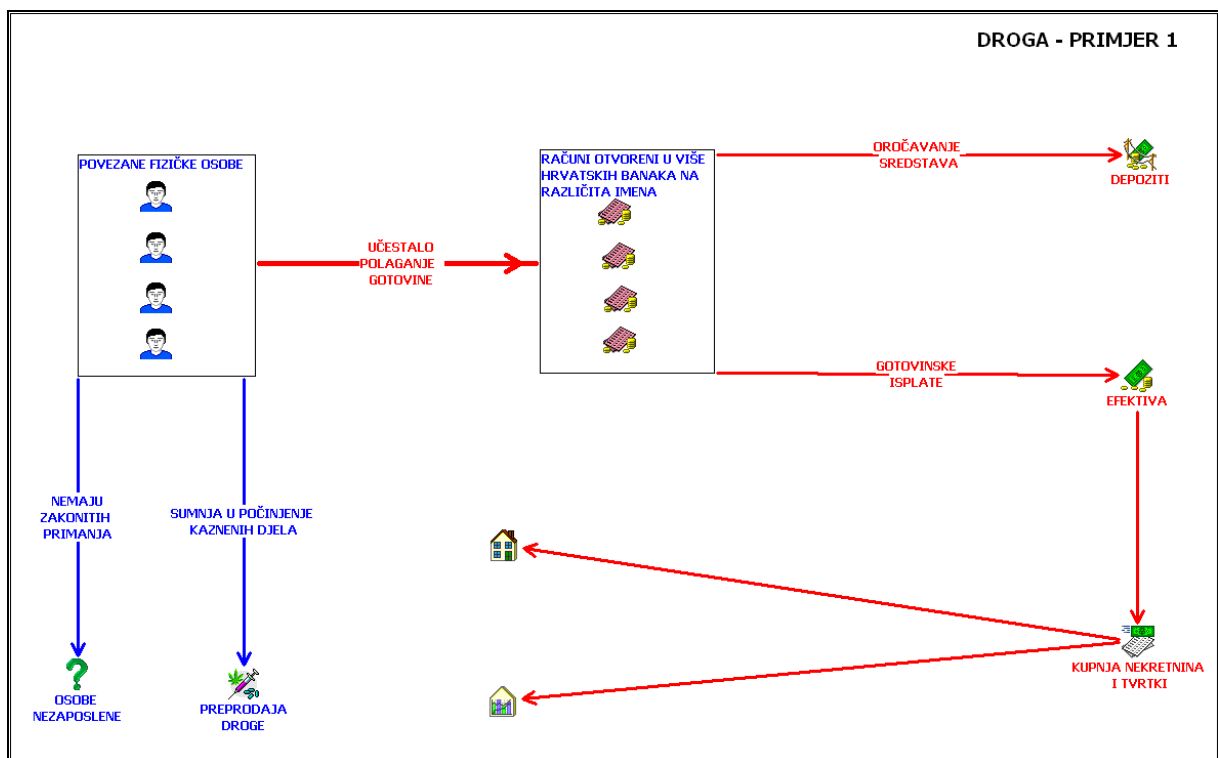 DROGA - PRIMJER 1
POVEZANE FIZIČKE OSOBE
UČESTALO
POLAGANJE
GOTOVINE
RAČUNI OTVORENI U VIŠE
HRVATSKIH BANAKA NA
RAZLIČITA IMENA
OROČAVANJE
SREDSTAVA
DEPOZITI
GOTOVINSKE
ISPLATE
EFEKTIVA
NEMAJU
ZAKONITIH
PRIMANJA
SUMNJA U POČINJENJE
KAZNENIH DJELA
OSOBE
NEZAPOSLENE
PREPRODAJA
DROGE
KUPNJA NEKRETNINA
I TVRTKI